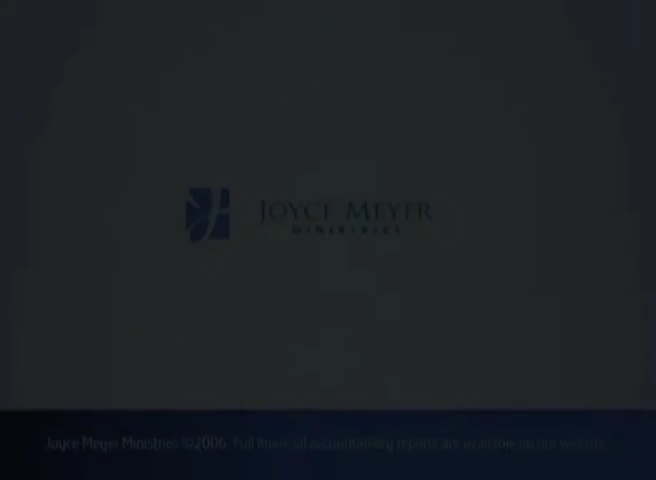 JOYCE MEYER
MINISTRIES
Joyce Meyer Ministries ©2006. Full financial accountability reports are available on our website.